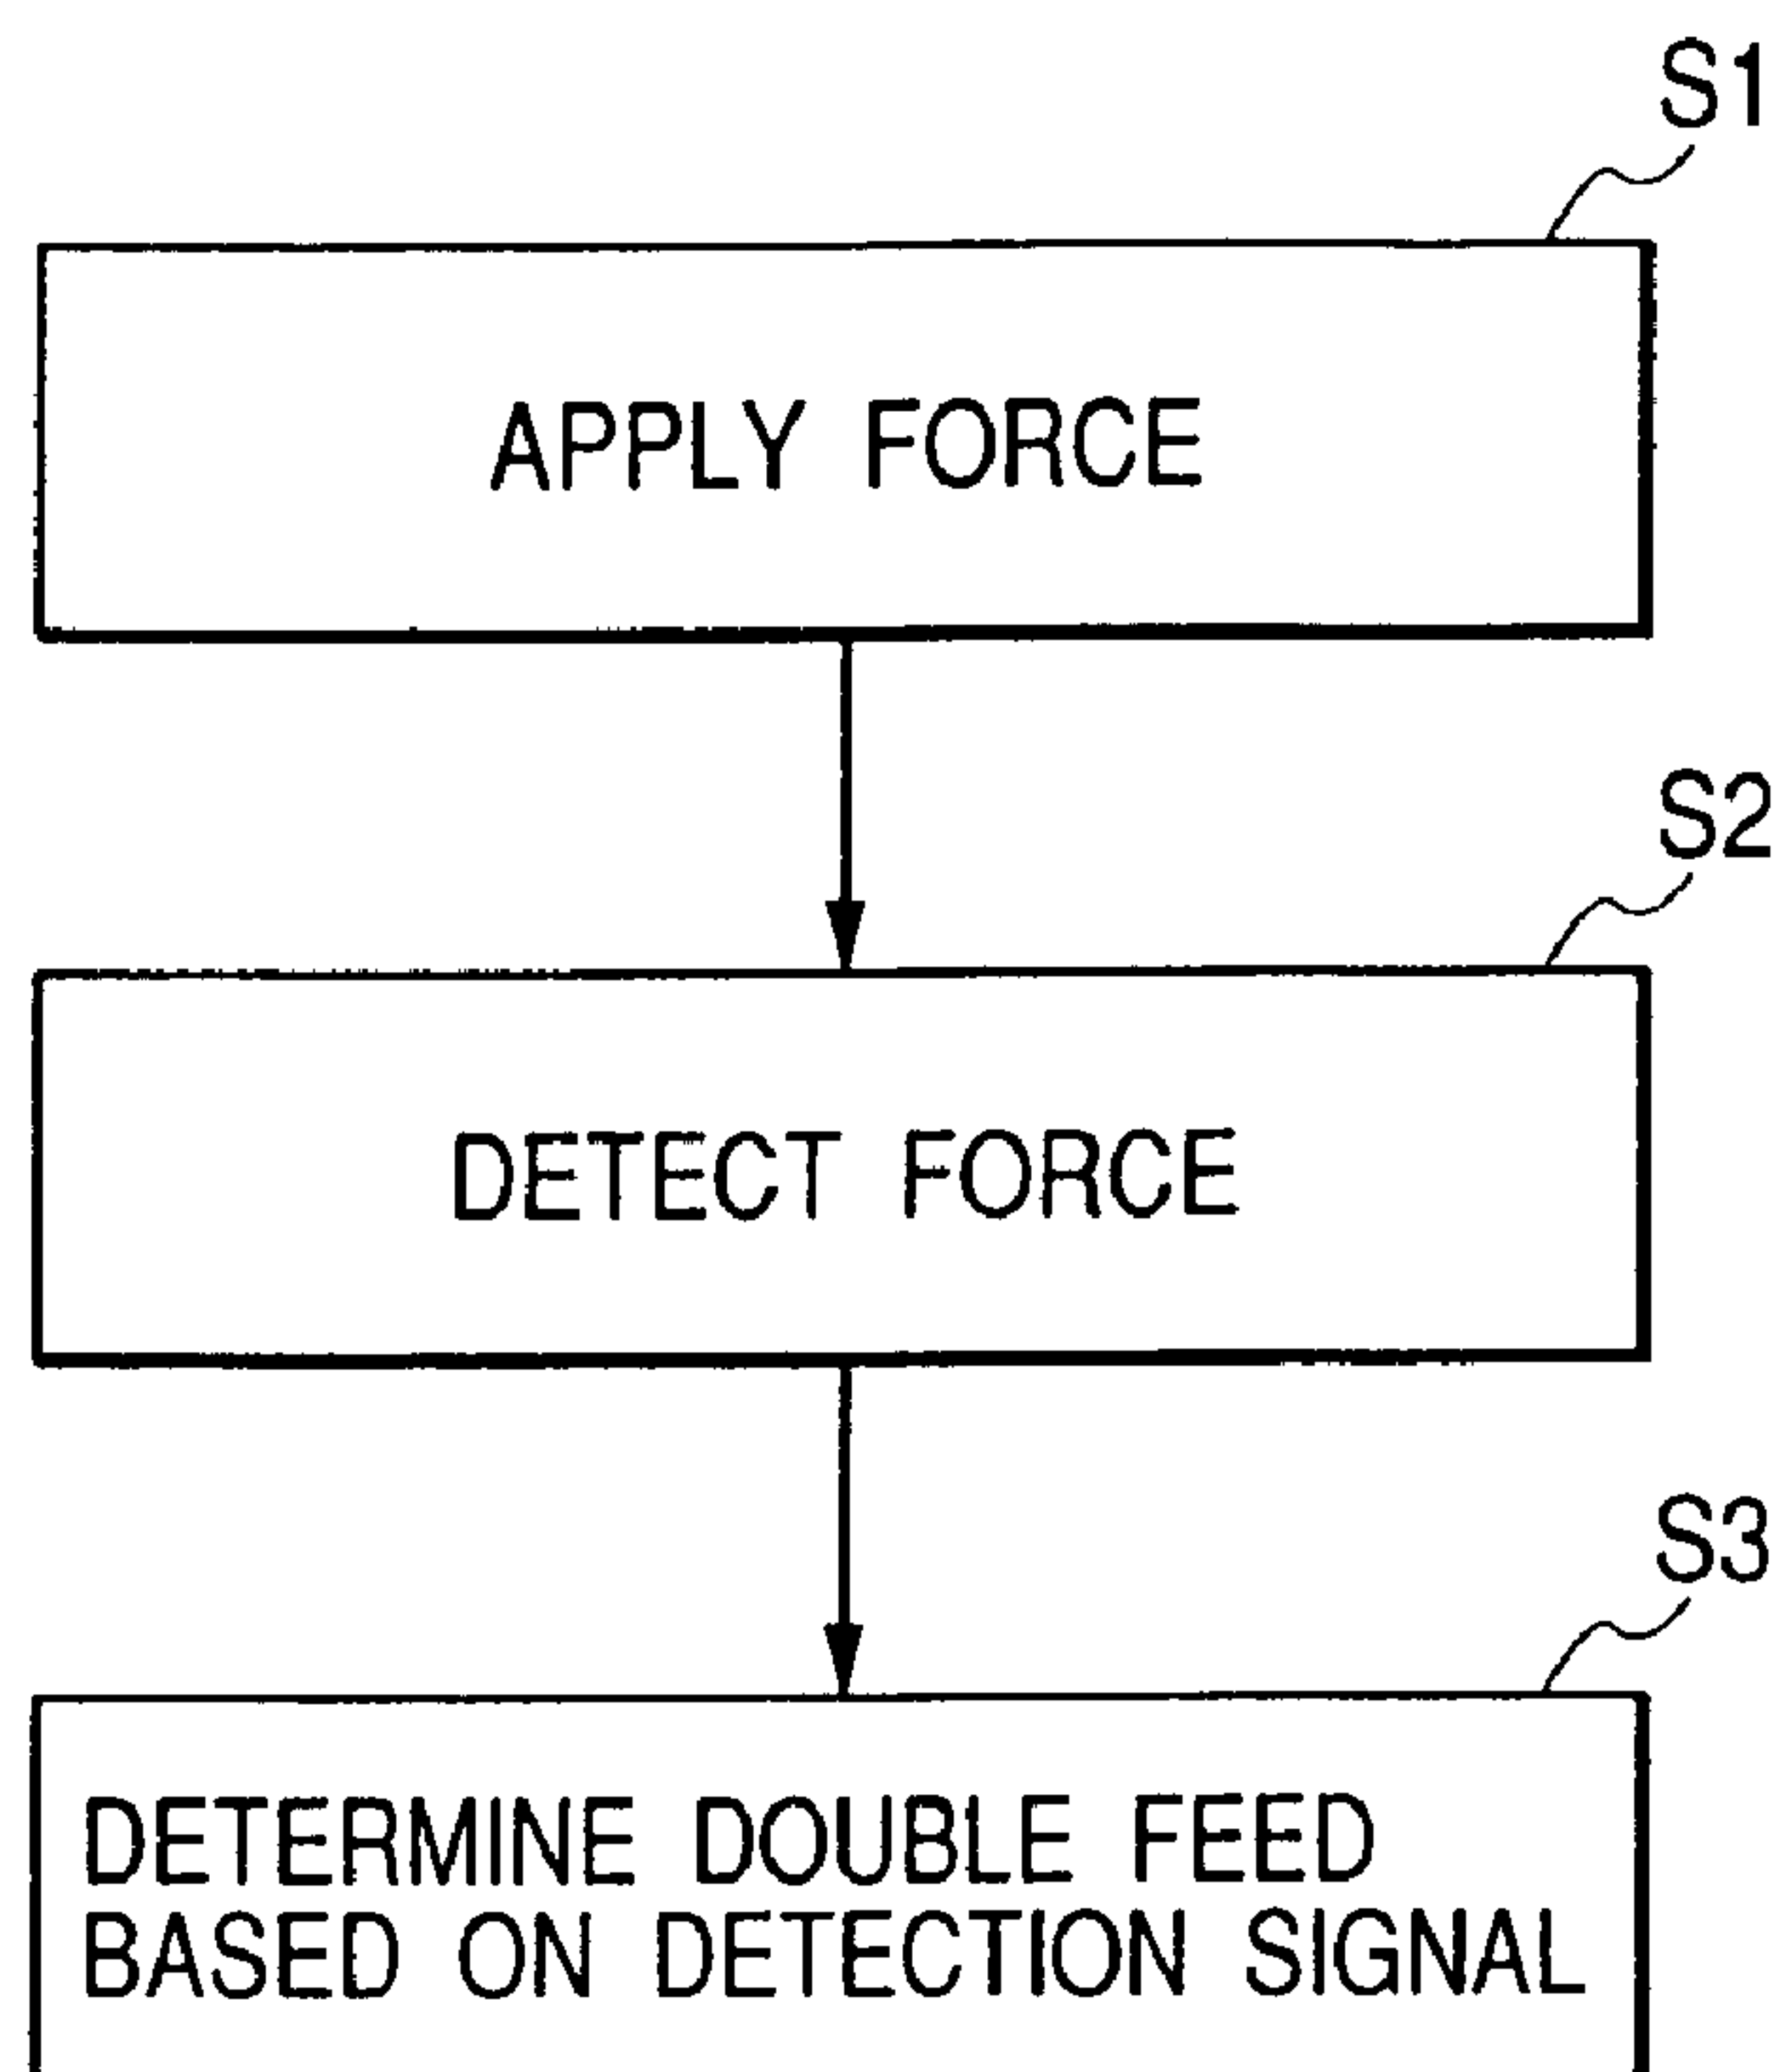 S1
APPLY FORCE
S2
DETECT FORCE
S3
DETERMINE DOUBLE FEED
BASED ON DETECTION SIGNAL